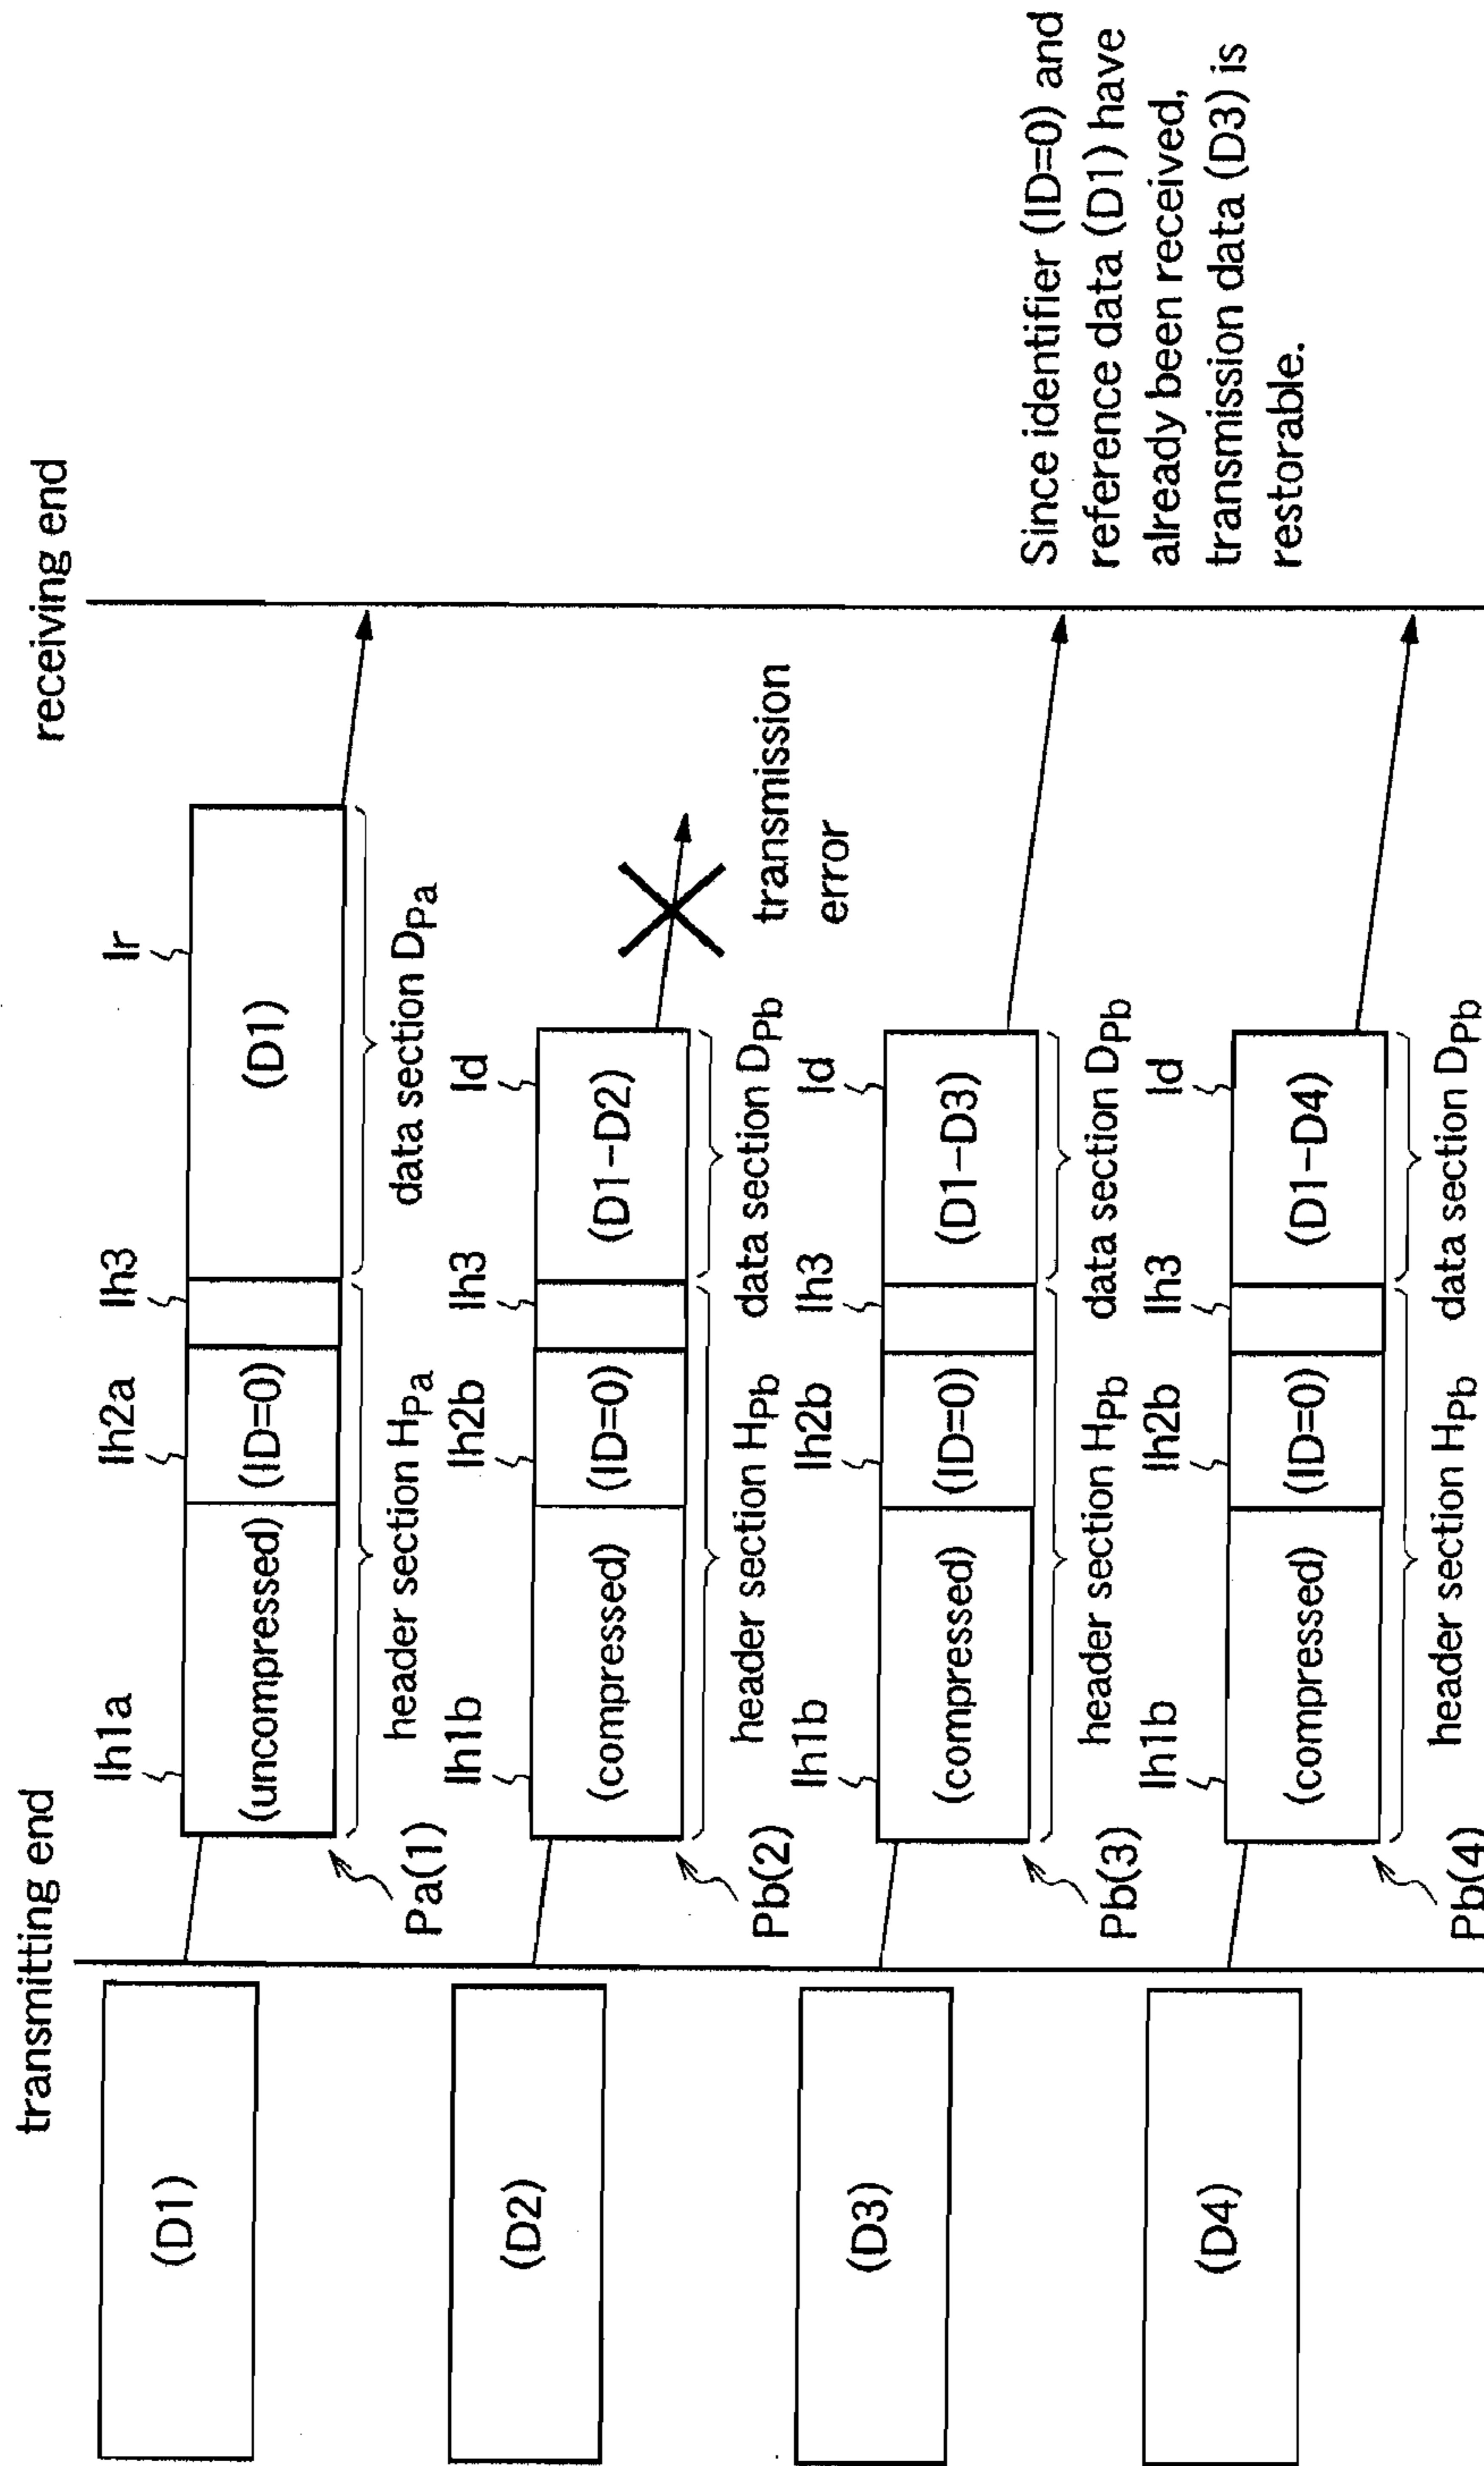 transmitting end
receiving end
(D1)
Ih1a
Ih2a
Ih3
Ir
(uncompressed)
(ID=0)
(D1)
Pa(1)
header section HPa
data section DPa
(D2)
Ih1b
Ih2b
Ih3
Id
(compressed)
(ID=0)
(D1-D2)
Pb(2)
header section HPb
data section DPb
transmission
error
(D3)
Ih1b
Ih2b
Ih3
Id
(compressed)
(ID=0)
(D1-D3)
Pb(3)
header section HPb
data section DPb
Since identifier (ID=0) and
reference data (D1) have
already been received,
transmission data (D3) is
restorable.
(D4)
Ih1b
Ih2b
Ih3
Id
(compressed)
(ID=0)
(D1-D4)
Pb(4)
header section HPb
data section DPb